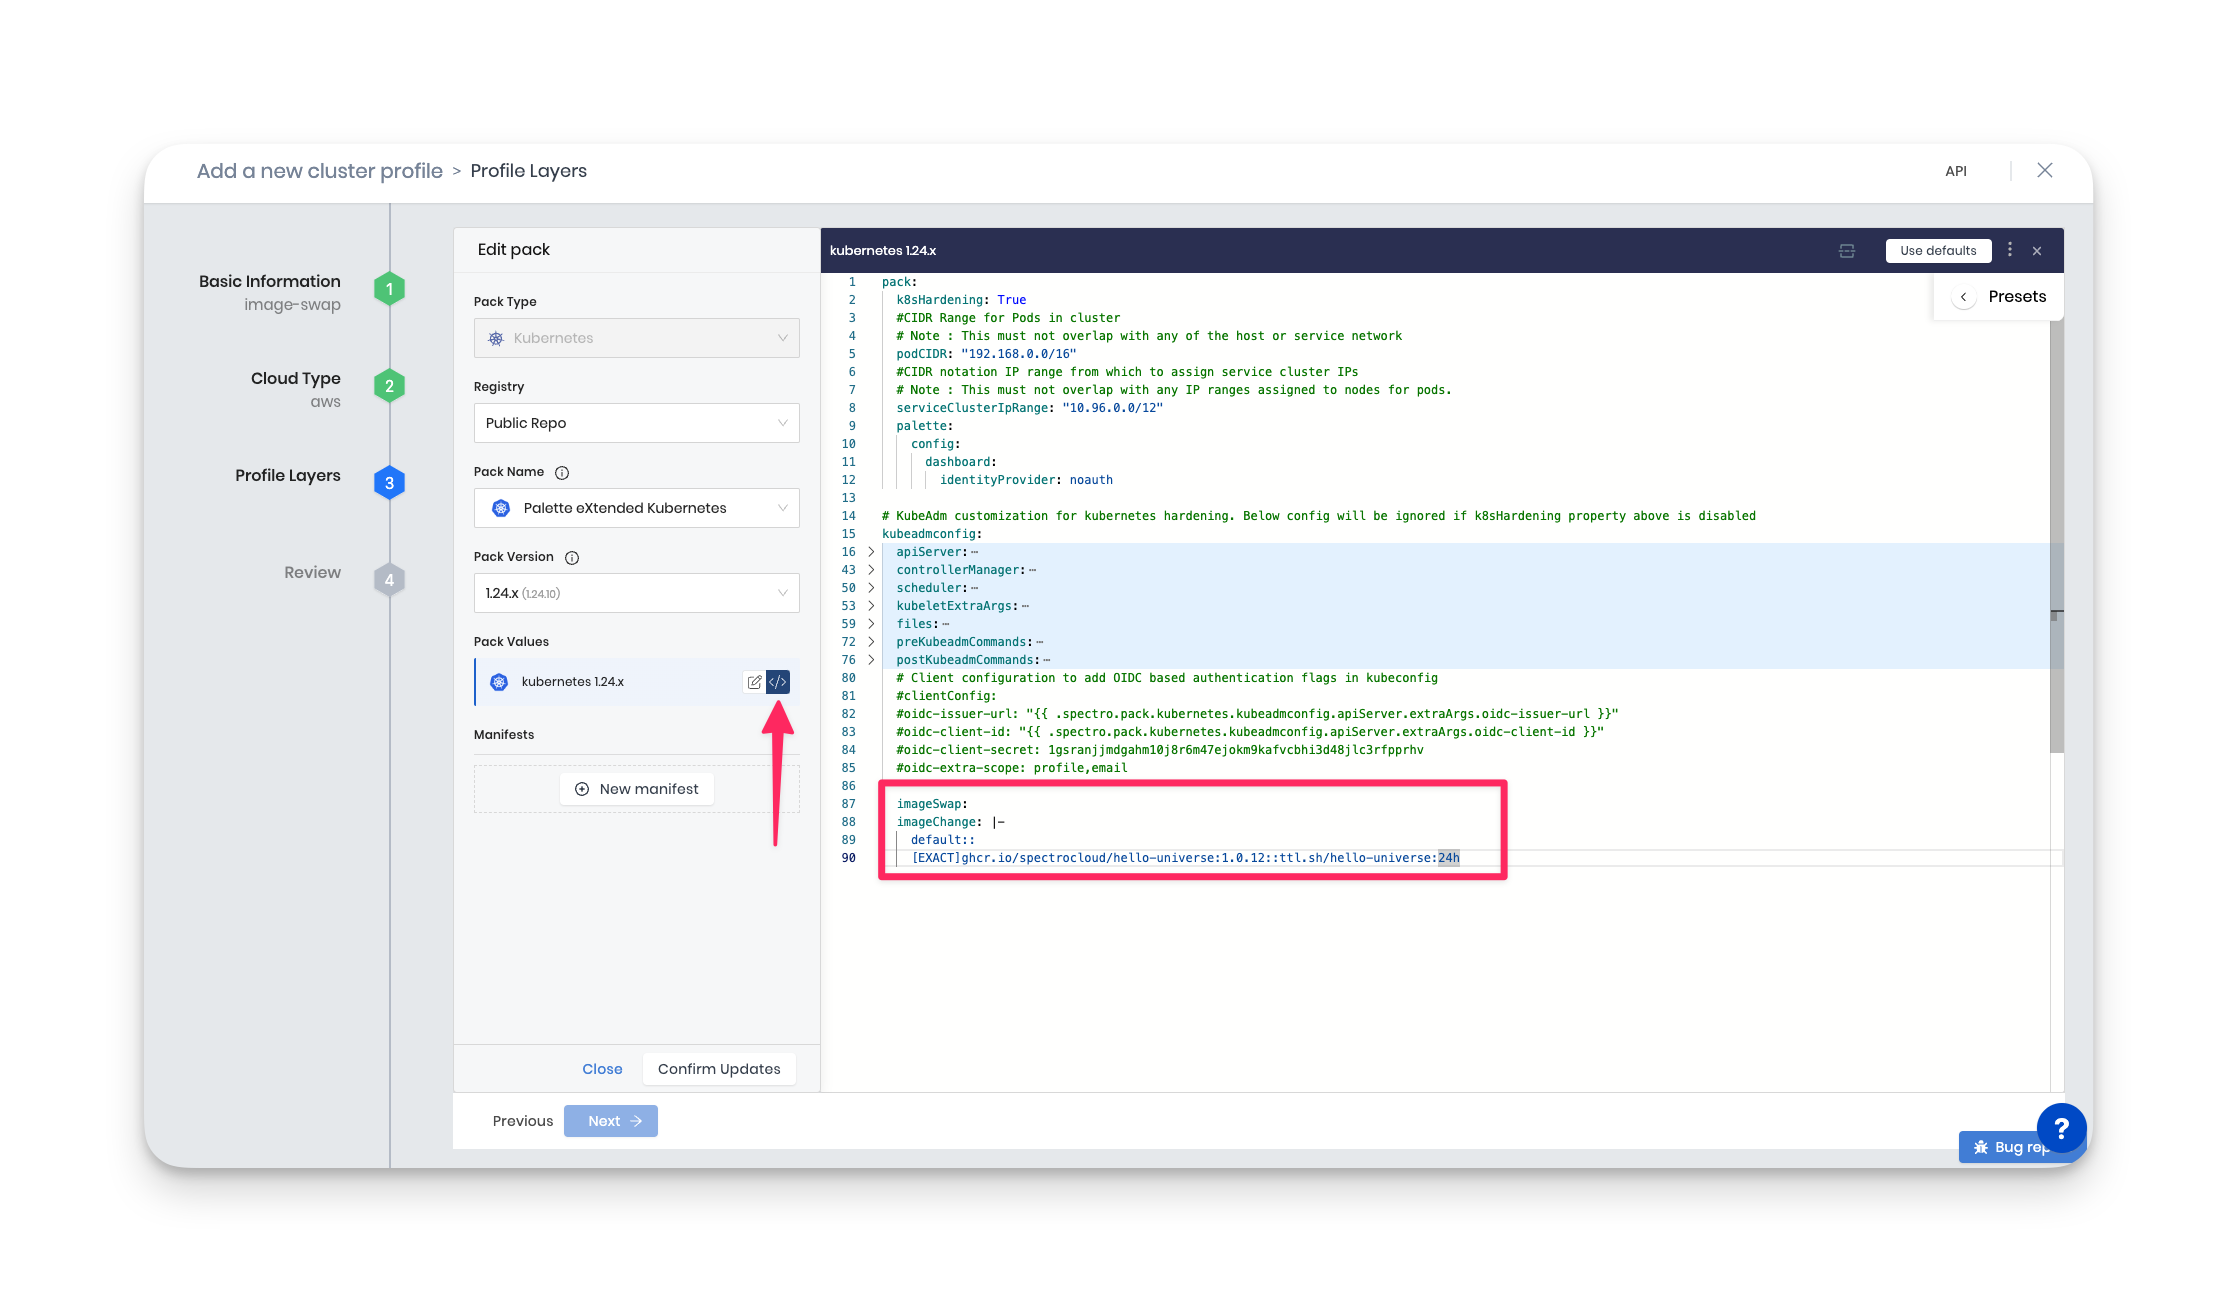 Add a new cluster profile > Profile Layers
API
Basic Information
image-swap
1
Cloud Type
aws
2
Profile Layers
3
Review
4
Edit pack
Pack Type
Kubernetes
Registry
Public Repo
Pack Name
Palette eXtended Kubernetes
Pack Version
1.24.x (1.24.10)
Pack Values
kubernetes 1.24.x
</>
Manifests
New manifest
Close
Confirm Updates
Previous
Next
kubernetes 1.24.x
Use defaults
Presets
1 pack:
2 k8sHardening: True
3 #CIDR Range for Pods in cluster
4 # Note : This must not overlap with any of the host or service network
5 podCIDR: "192.168.0.0/16"
6 #CIDR notation IP range from which to assign service cluster IPs
7 # Note : This must not overlap with any IP ranges assigned to nodes for pods.
8 serviceClusterIpRange: "10.96.0.0/12"
9 palette:
10 config:
11 dashboard:
12 identityProvider: noauth
13
14 # KubeAdm customization for kubernetes hardening. Below config will be ignored if k8sHardening property above is disabled
15 kubeadmconfig:
16 apiServer:⋯
43 controllerManager:⋯
50 scheduler:⋯
53 kubeletExtraArgs:⋯
59 files:⋯
72 preKubeadmCommands:⋯
76 postKubeadmCommands:⋯
80 # Client configuration to add OIDC based authentication flags in kubeconfig
81 #clientConfig:
82 #oidc-issuer-url: "{{ .spectro.pack.kubernetes.kubeadmconfig.apiServer.extraArgs.oidc-issuer-url }}"
83 #oidc-client-id: "{{ .spectro.pack.kubernetes.kubeadmconfig.apiServer.extraArgs.oidc-client-id }}"
84 #oidc-client-secret: 1gsranjjmdgahm10j8r6m47ejokm9kafvcbhi3d48jlc3rfpprhv
85 #oidc-extra-scope: profile,email
86
87 imageSwap:
88 imageChange: |-
89 default::
90 [EXACT]ghcr.io/spectrocloud/hello-universe:1.0.12::ttl.sh/hello-universe:24h
?
Bug rep